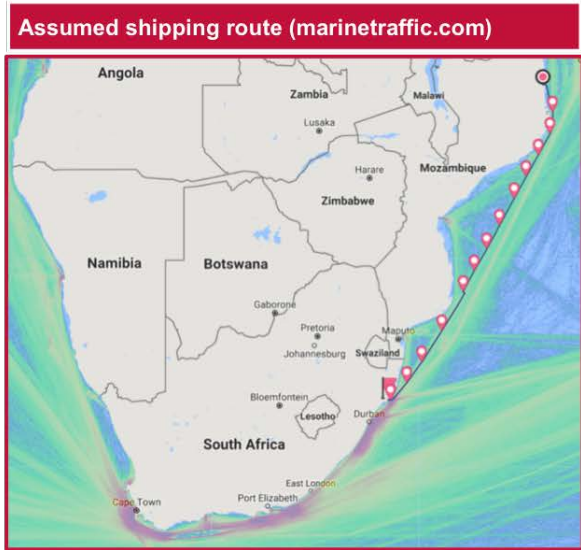 Assumed shipping route (marinetraffic.com)
Angola
Zambia
Malawi
Lusaka
Mozambique
Harare
Zimbabwe
Namibia
Botswana
Gaborone
Pretoria
Johannesburg
Maputo
Swaziland
Bloemfontein
Lesotho
Durban
South Africa
East London
Port Elizabeth
Cape Town